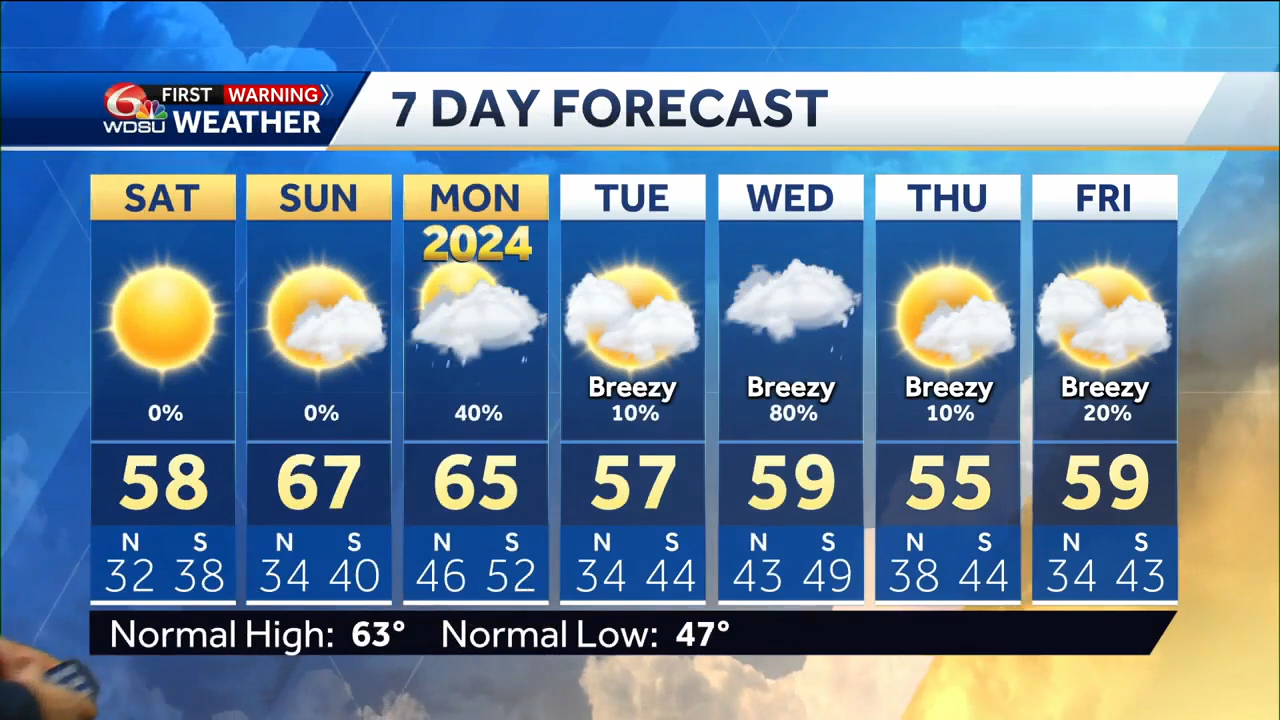 6 FIRST WARNING
WDSU WEATHER
7 DAY FORECAST
SAT SUN MON TUE WED THU FRI
2024
Breezy Breezy Breezy Breezy
0% 0% 40% 10% 80% 10% 20%
58 67 65 57 59 55 59
N S N S N S N S N S N S N S
32 38 34 40 46 52 34 44 43 49 38 44 34 43
Normal High: 63° Normal Low: 47°